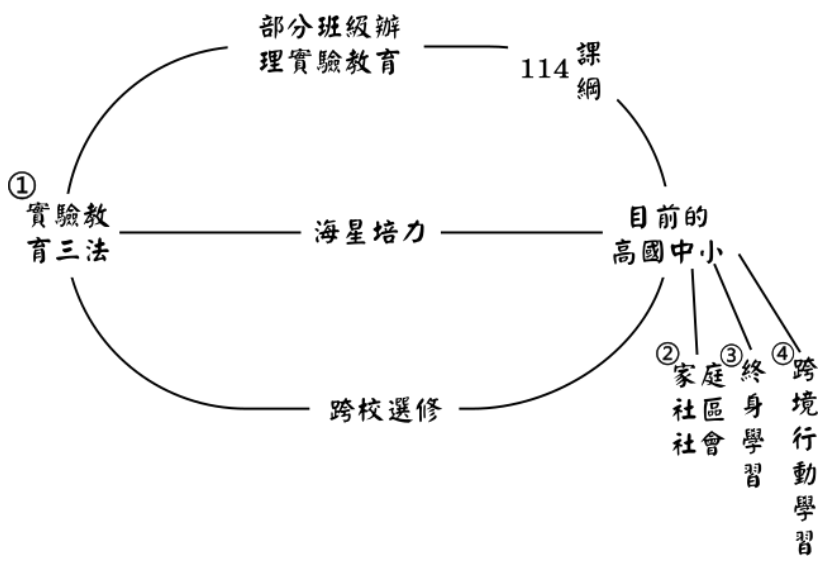 部分班級辦
理實驗教育
114課綱
①
實驗教
育三法
海星培力
目前的
高國中小
跨校選修
②
家庭
社區
社會
③
終身學習
④
跨境行動學習